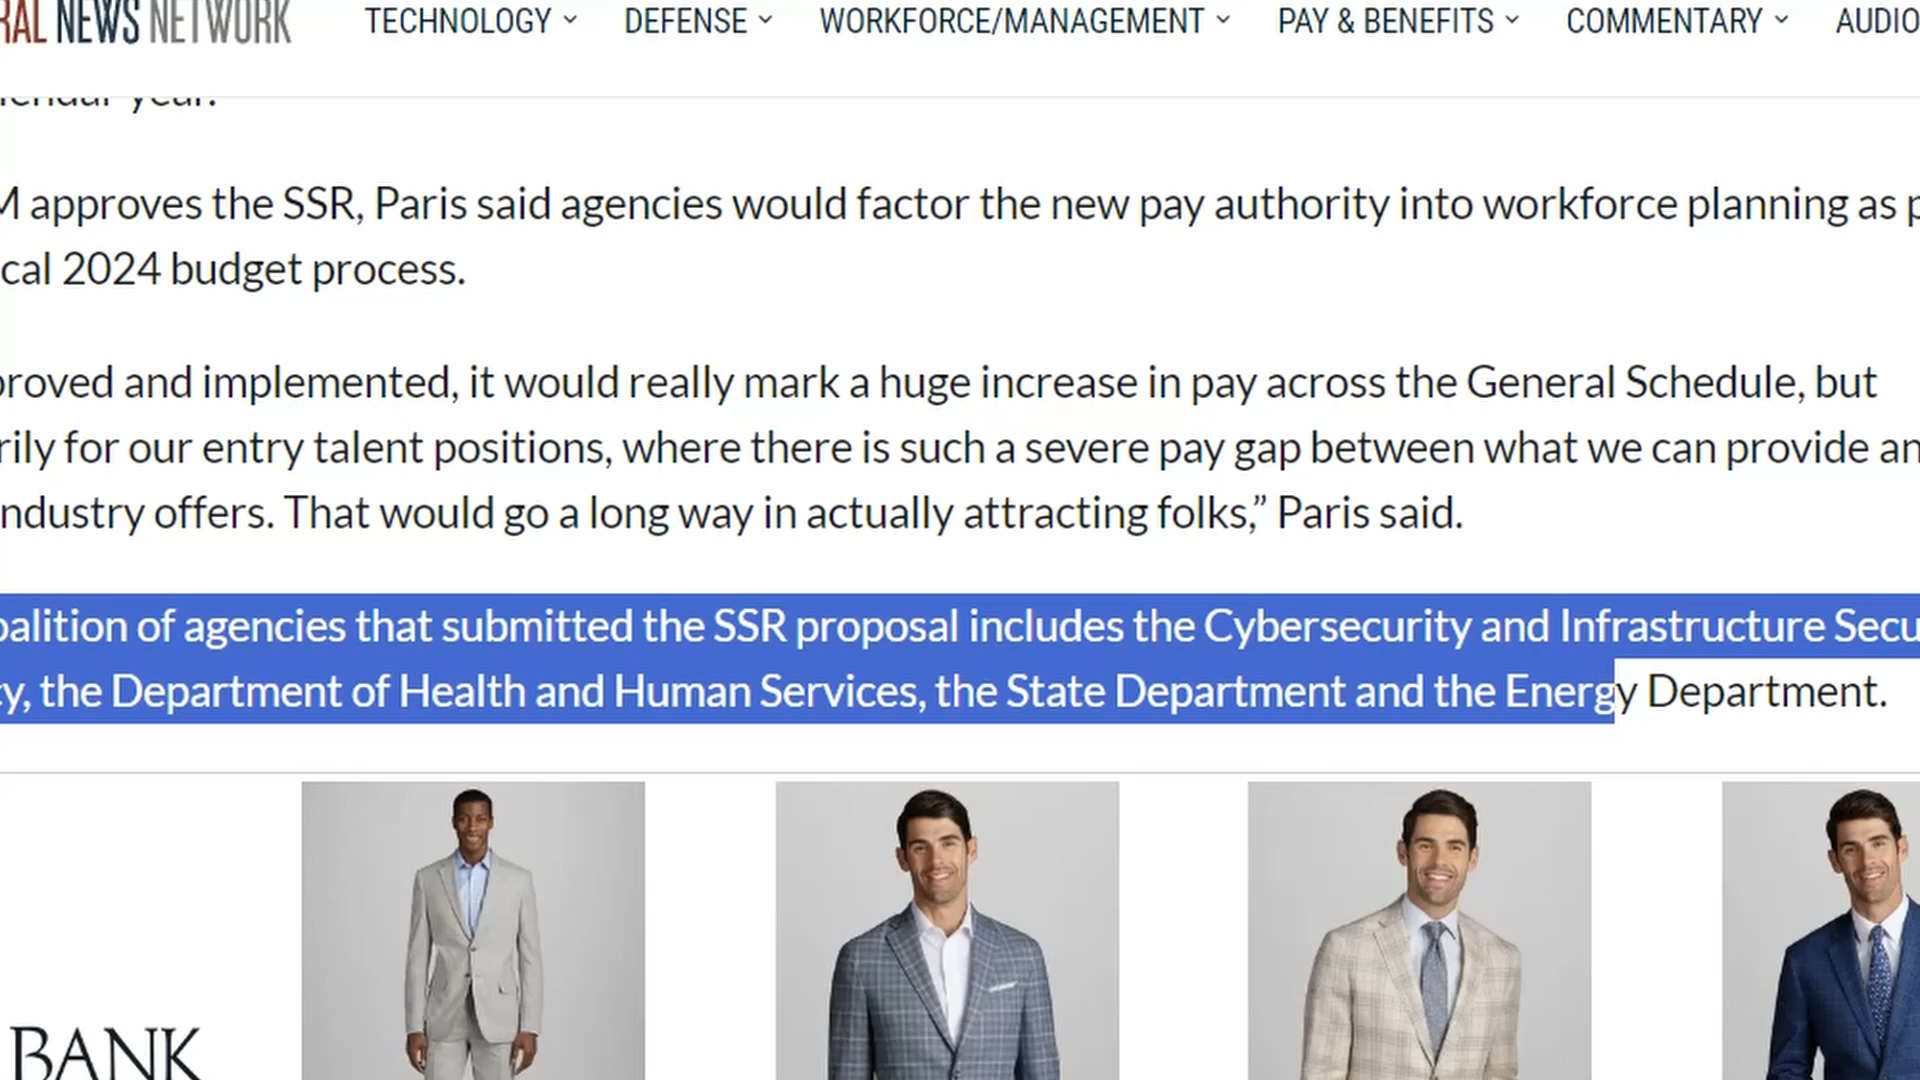 RAL NEWS NETWORK TECHNOLOGY DEFENSE WORKFORCE/MANAGEMENT PAY & BENEFITS COMMENTARY AUDIO
lendar year.
M approves the SSR, Paris said agencies would factor the new pay authority into workforce planning as p
cal 2024 budget process.
proved and implemented, it would really mark a huge increase in pay across the General Schedule, but
rily for our entry talent positions, where there is such a severe pay gap between what we can provide an
ndustry offers. That would go a long way in actually attracting folks,” Paris said.
oalition of agencies that submitted the SSR proposal includes the Cybersecurity and Infrastructure Secu
cy, the Department of Health and Human Services, the State Department and the Energy Department.
BANK